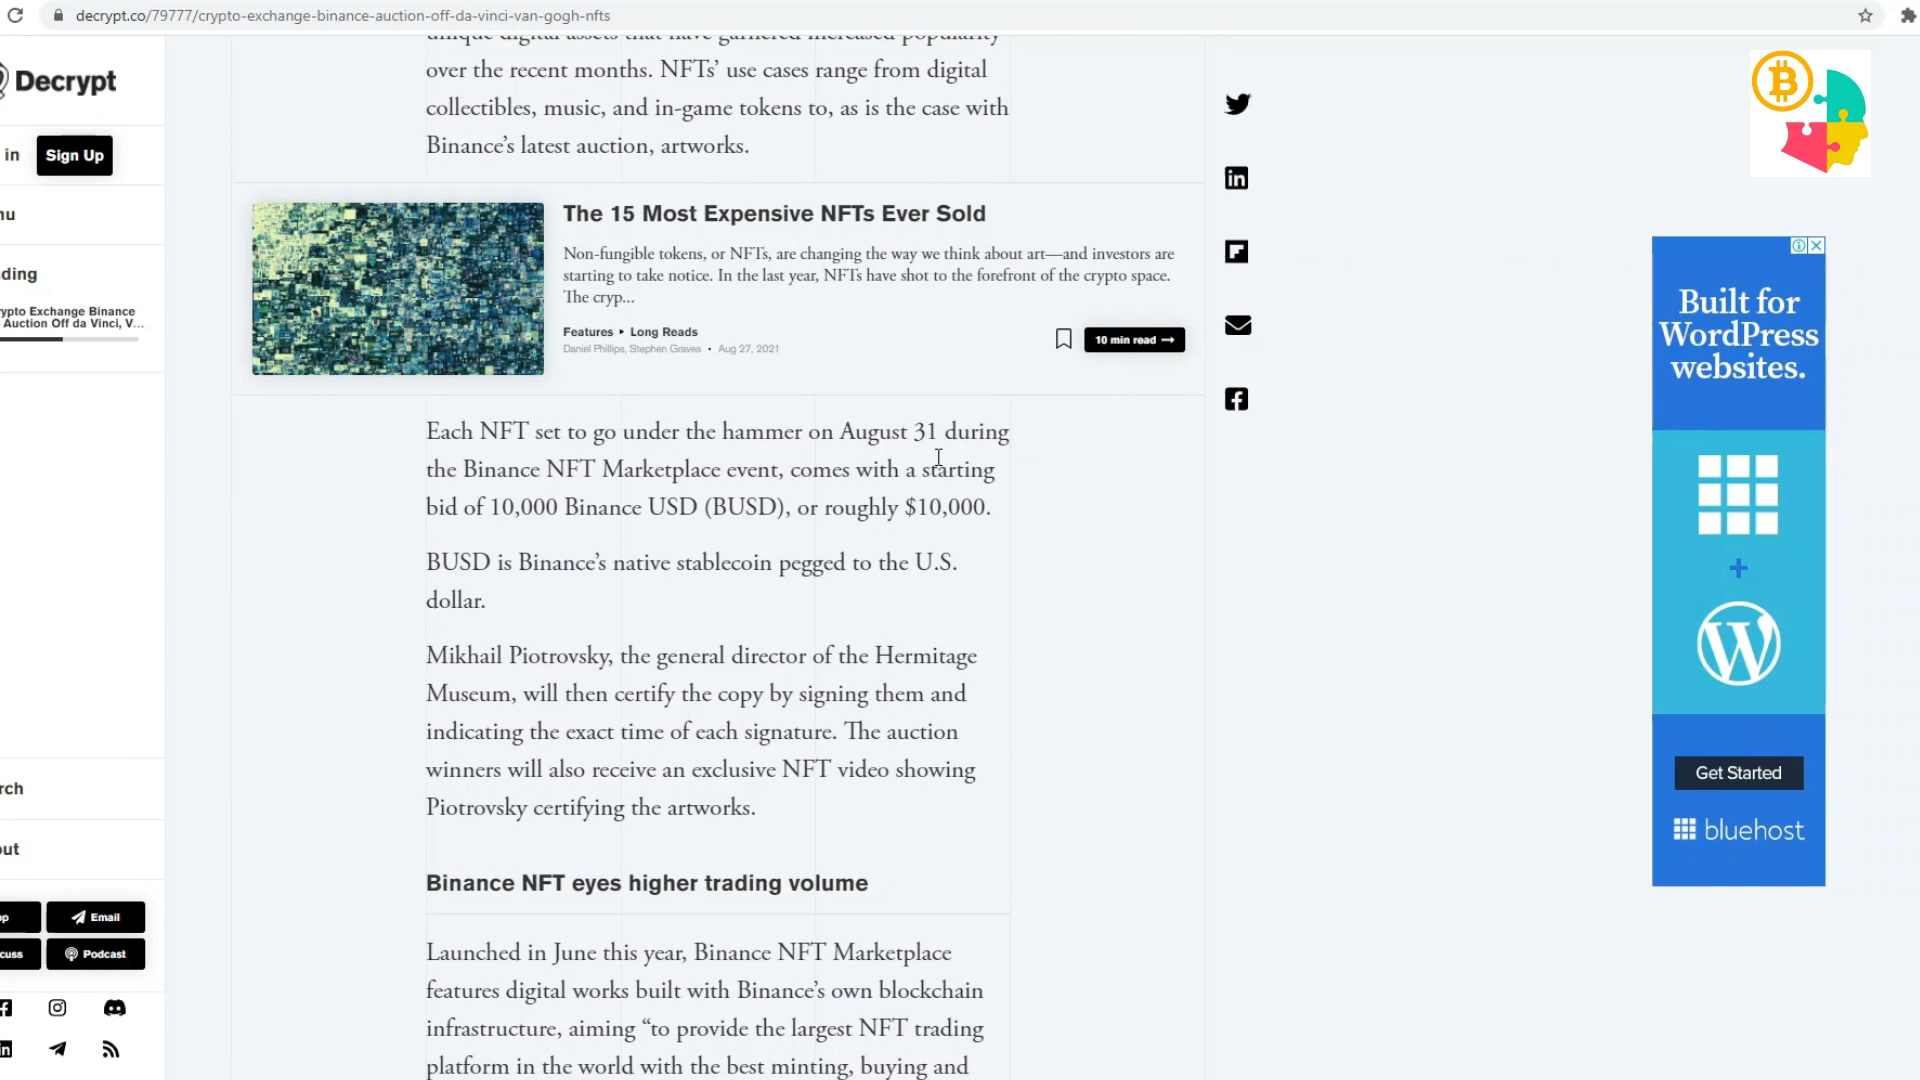 decrypt.co/79777/crypto-exchange-binance-auction-off-da-vinci-van-gogh-nfts
Decrypt
in
Sign Up
nu
ding
rypto Exchange Binance
Auction Off da Vinci, V...
rch
out
pp
Email
cuss
Podcast
unique digital assets that have garnered increased popularity
over the recent months. NFTs’ use cases range from digital
collectibles, music, and in-game tokens to, as is the case with
Binance’s latest auction, artworks.
The 15 Most Expensive NFTs Ever Sold
Non-fungible tokens, or NFTs, are changing the way we think about art—and investors are
starting to take notice. In the last year, NFTs have shot to the forefront of the crypto space.
The cryp...
Features ‣ Long Reads
Daniel Phillips, Stephen Graves • Aug 27, 2021
10 min read →
Each NFT set to go under the hammer on August 31 during
the Binance NFT Marketplace event, comes with a starting
bid of 10,000 Binance USD (BUSD), or roughly $10,000.
BUSD is Binance’s native stablecoin pegged to the U.S.
dollar.
Mikhail Piotrovsky, the general director of the Hermitage
Museum, will then certify the copy by signing them and
indicating the exact time of each signature. The auction
winners will also receive an exclusive NFT video showing
Piotrovsky certifying the artworks.
Binance NFT eyes higher trading volume
Launched in June this year, Binance NFT Marketplace
features digital works built with Binance’s own blockchain
infrastructure, aiming “to provide the largest NFT trading
platform in the world with the best minting, buying and
Built for
WordPress
websites.
+
Get Started
bluehost